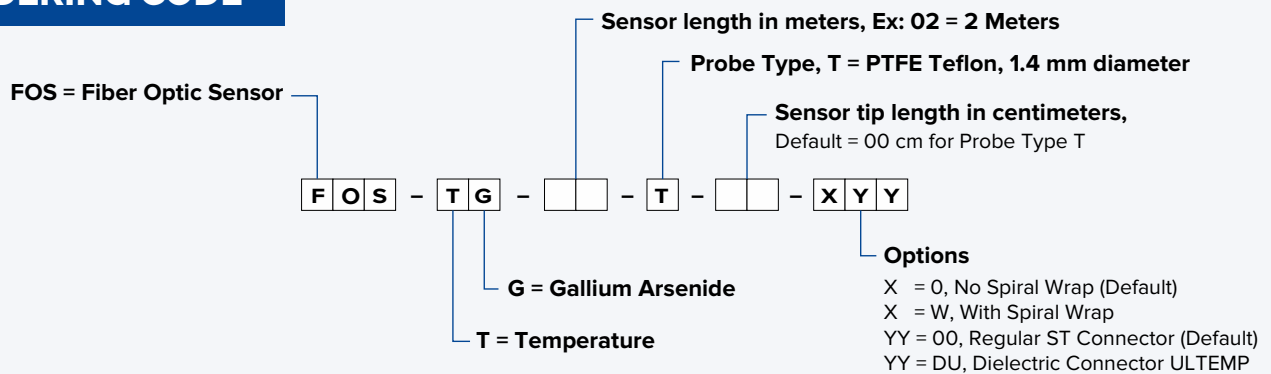 Sensor length in meters, Ex: 02 = 2 Meters
Probe Type, T = PTFE Teflon, 1.4 mm diameter
FOS = Fiber Optic Sensor
Sensor tip length in centimeters,
Default = 00 cm for Probe Type T
F O S – T G – – T – – X Y Y
Options
G = Gallium Arsenide
X = 0, No Spiral Wrap (Default)
X = W, With Spiral Wrap
T = Temperature
YY = 00, Regular ST Connector (Default)
YY = DU, Dielectric Connector ULTEMP